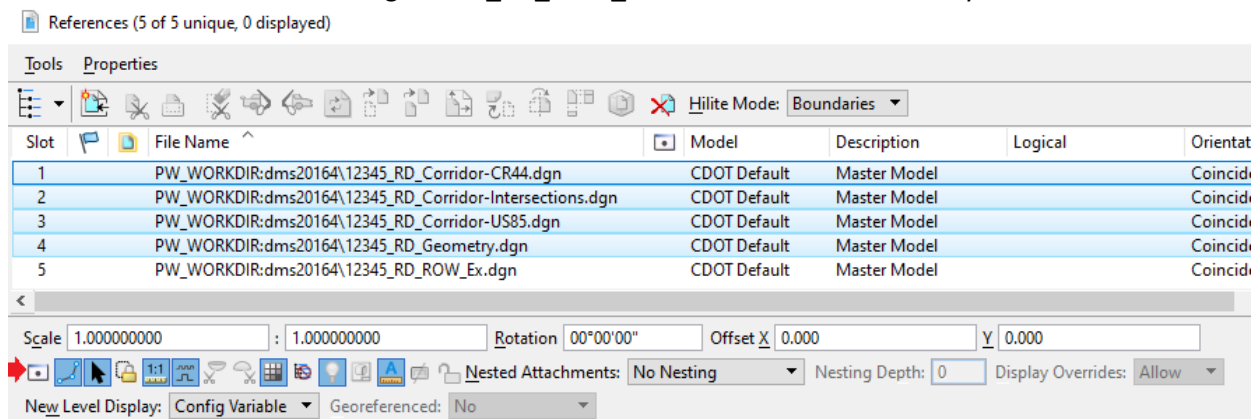 References (5 of 5 unique, 0 displayed)
Tools Properties
Hilite Mode: Boundaries
Slot File Name Model Description Logical Orientat
1 PW_WORKDIR:dms20164\12345_RD_Corridor-CR44.dgn CDOT Default Master Model Coincide
2 PW_WORKDIR:dms20164\12345_RD_Corridor-Intersections.dgn CDOT Default Master Model Coincide
3 PW_WORKDIR:dms20164\12345_RD_Corridor-US85.dgn CDOT Default Master Model Coincide
4 PW_WORKDIR:dms20164\12345_RD_Geometry.dgn CDOT Default Master Model Coincide
5 PW_WORKDIR:dms20164\12345_RD_ROW_Ex.dgn CDOT Default Master Model Coincide
Scale 1.000000000 : 1.000000000 Rotation 00°00'00" Offset X 0.000 Y 0.000
1:1 A Nested Attachments: No Nesting Nesting Depth: 0 Display Overrides: Allow
New Level Display: Config Variable Georeferenced: No